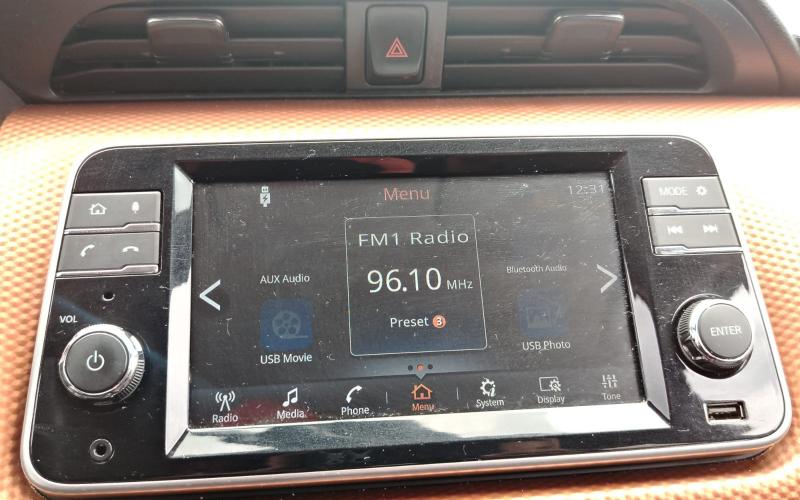 Menu
12:31
MODE
FM1 Radio
AUX Audio
96.10 MHz
Bluetooth Audio
Preset 3
VOL
ENTER
USB Movie
USB Photo
Radio
Media
Phone
Menu
System
Display
Tone